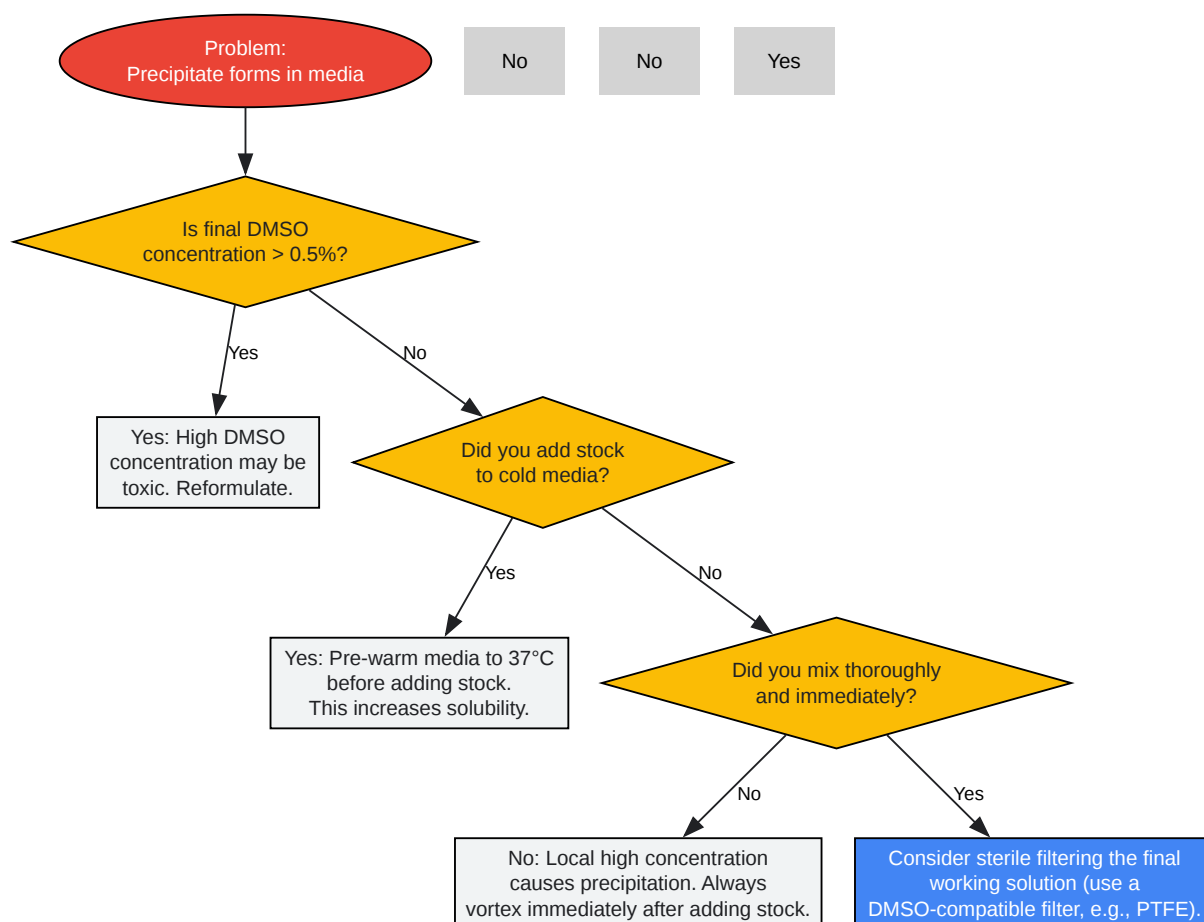 Problem:
Precipitate forms in media
No
No
Yes
Is final DMSO
concentration > 0.5%?
Yes
No
Yes: High DMSO
concentration may be
toxic. Reformulate.
Did you add stock
to cold media?
Yes
No
Yes: Pre-warm media to 37°C
before adding stock.
This increases solubility.
Did you mix thoroughly
and immediately?
No
Yes
No: Local high concentration
causes precipitation. Always
vortex immediately after adding stock.
Consider sterile filtering the final
working solution (use a
DMSO-compatible filter, e.g., PTFE)